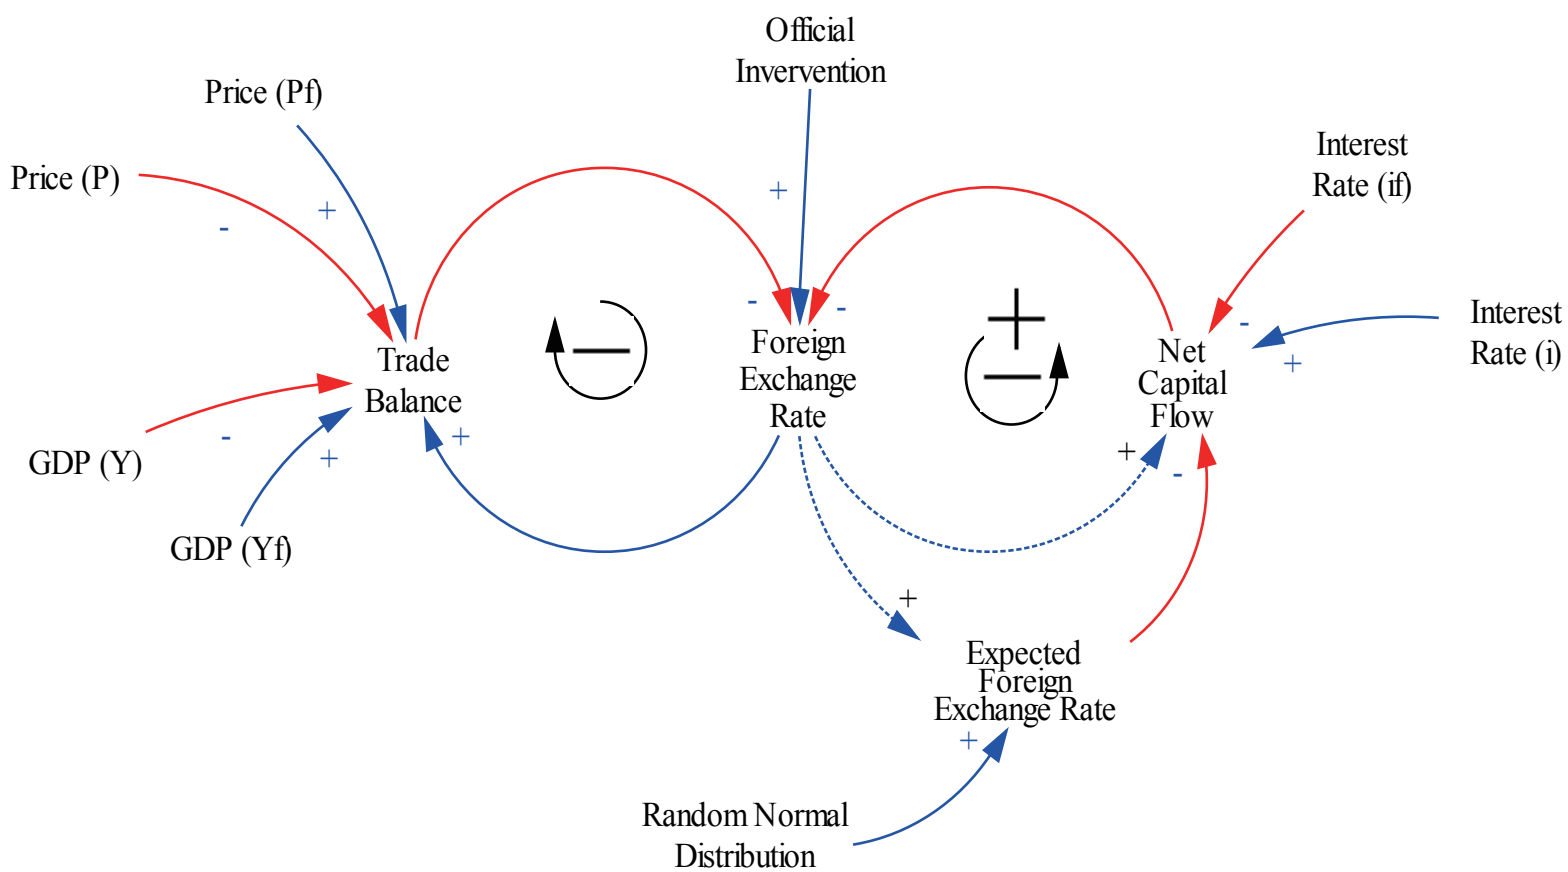 Official
Invervention
Price (Pf)
Price (P)
Interest
Rate (if)
+
+
-
-
-
-
+
Interest
Rate (i)
+
-
-
Foreign
Exchange
Rate
Trade
Balance
Net
Capital
Flow
-
+
+
+
-
GDP (Y)
+
GDP (Yf)
+
Expected
Foreign
Exchange Rate
+
Random Normal
Distribution